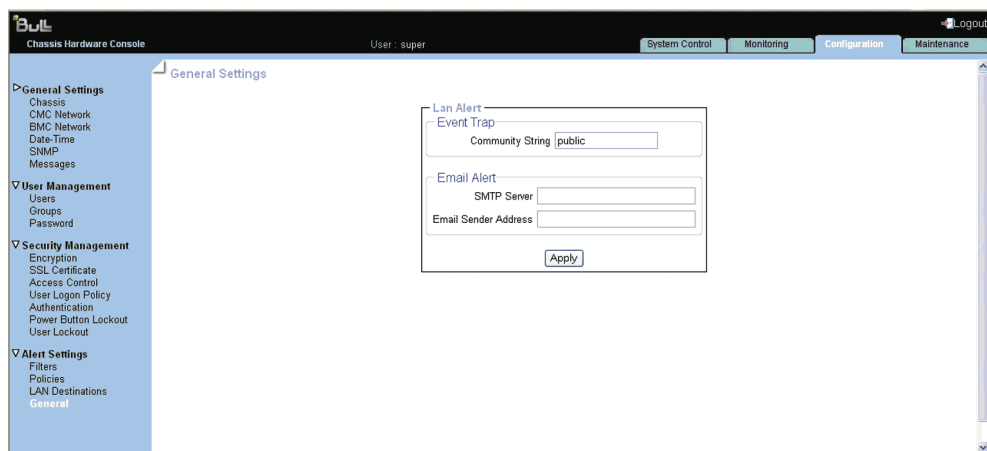 Bull
Logout
Chassis Hardware Console
User : super
System Control
Monitoring
Configuration
Maintenance
General Settings
Chassis
CMC Network
BMC Network
Date-Time
SNMP
Messages
User Management
Users
Groups
Password
Security Management
Encryption
SSL Certificate
Access Control
User Logon Policy
Authentication
Power Button Lockout
User Lockout
Alert Settings
Filters
Policies
LAN Destinations
General
General Settings
Lan Alert
Event Trap
Community String public
Email Alert
SMTP Server
Email Sender Address
Apply